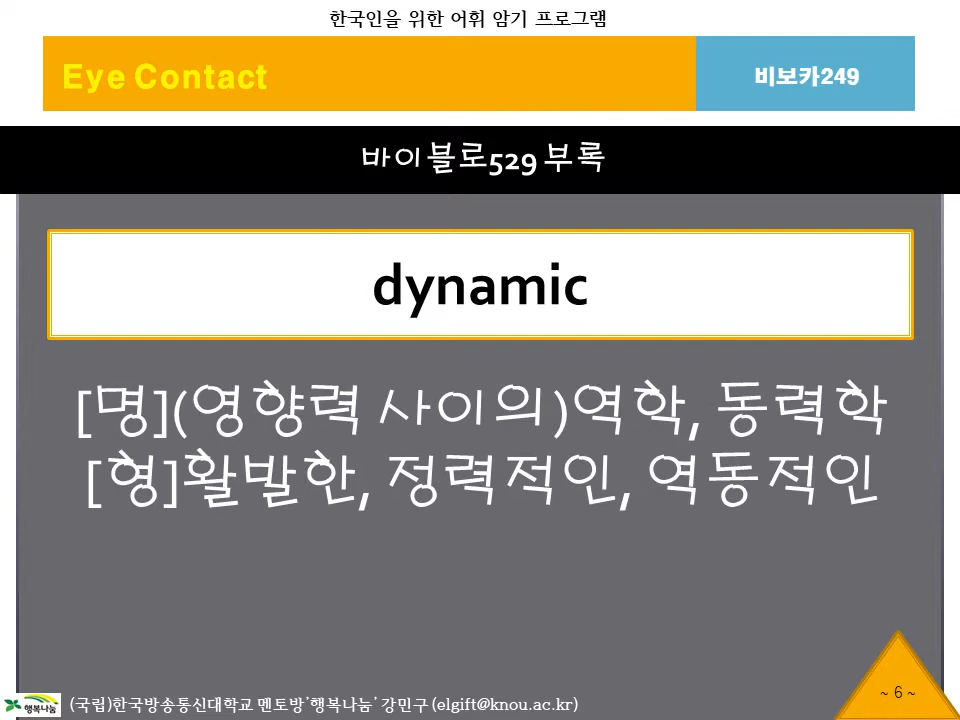 한국인을 위한 어휘 암기 프로그램
Eye Contact
비보카249
바이블로529 부록
dynamic
[명](영향력 사이의)역학, 동력학
[형]활발한, 정력적인, 역동적인
~ 6 ~
행복나눔
(국립)한국방송통신대학교 멘토방'행복나눔' 강민구 (elgift@knou.ac.kr)